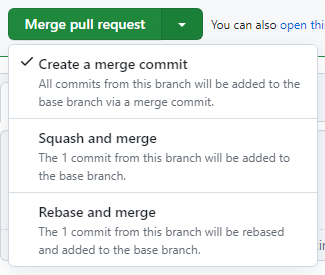 Merge pull request
You can also open this
Create a merge commit
All commits from this branch will be added to the
base branch via a merge commit.
Squash and merge
The 1 commit from this branch will be added to
the base branch.
Rebase and merge
The 1 commit from this branch will be rebased
and added to the base branch.